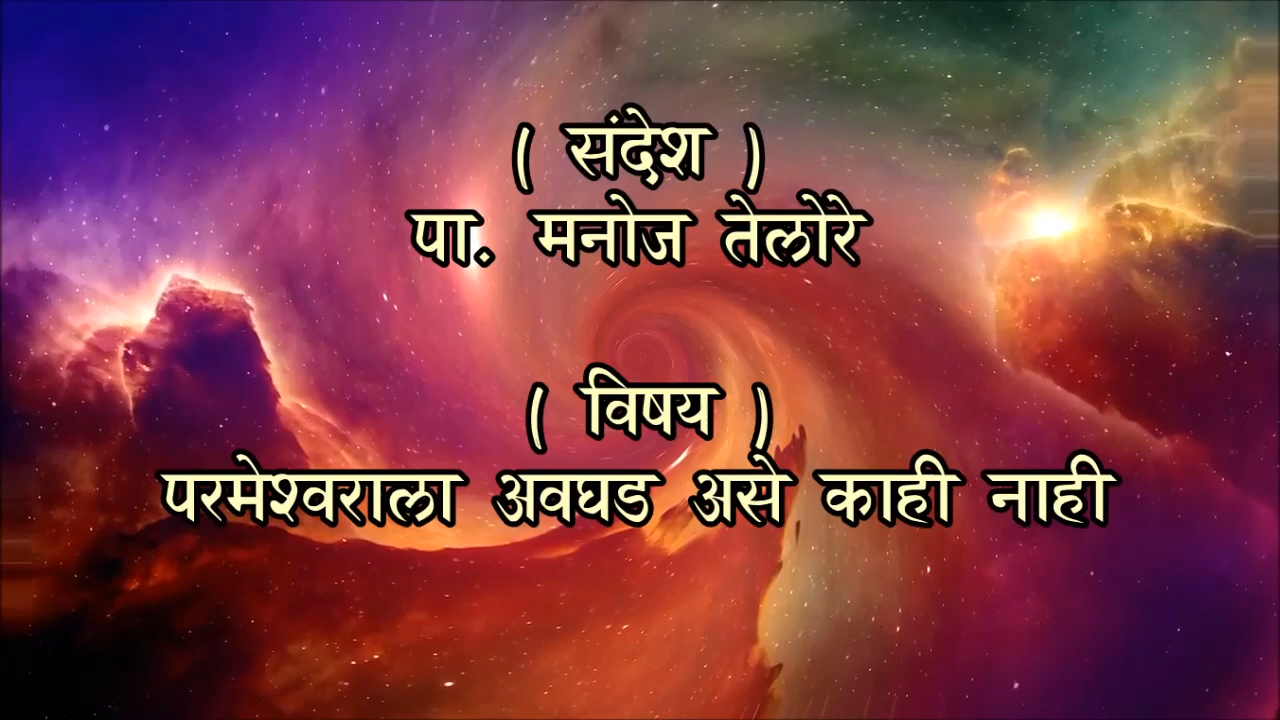 ( संदेश )
पा. मनोज तेलोरे
( विषय )
परमेश्वराला अवघड असे काही नाही